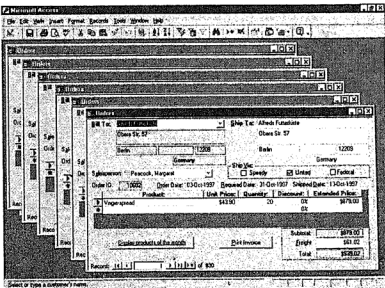 Microsoft Access
File Edit View Insert Format Records Tools Window Help
Orders
Orders
Orders
Orders
Orders
Orders
Bill To: Ship To: Alfreds Futterkiste
Obere Str. 57 Obere Str. 57
Berlin 12209 Berlin 12209
Germany Germany
Ship Via:
Salesperson: Peacock, Margaret Speedy United Federal
Order ID: Order Date: 03-Oct-1997 Required Date: 31-Oct-1997 Shipped Date: 13-Oct-1997
Product: Unit Price: Quantity: Discount: Extended Price:
Vegie-spread $43.90 20 0% $878.00
0%
Display products of the month Print Invoice
Subtotal: $878.00
Freight: $61.02
Total: $939.02
Record: 1 of 830
Select or type a customer's name.